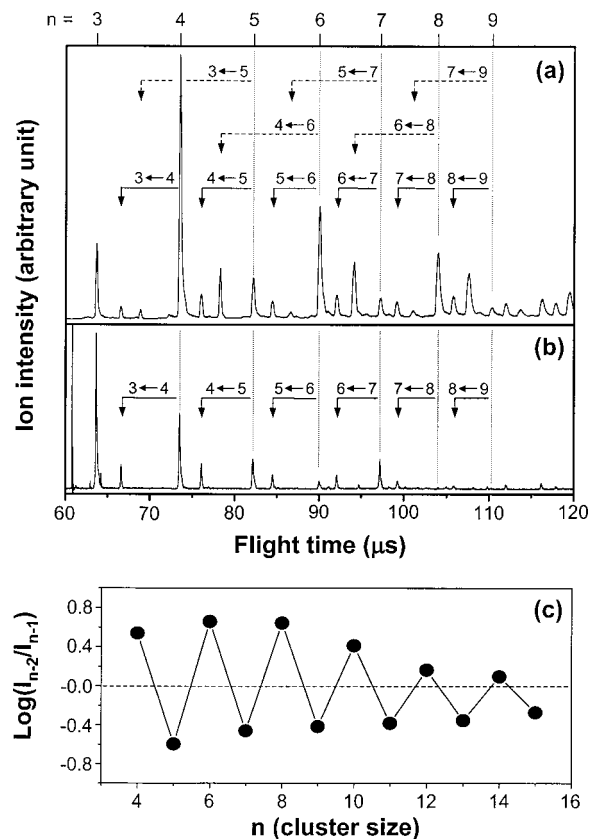 n = 3 4 5 6 7 8 9
(a)
3←5 5←7 7←9
4←6 6←8
3←4 4←5 5←6 6←7 7←8 8←9
Ion intensity (arbitrary unit)
(b)
3←4 4←5 5←6 6←7 7←8 8←9
60 70 80 90 100 110 120
Flight time (μs)
(c)
Log(I n-2/I n-1)
0.8
0.4
-0.0
-0.4
-0.8
4 6 8 10 12 14 16
n (cluster size)